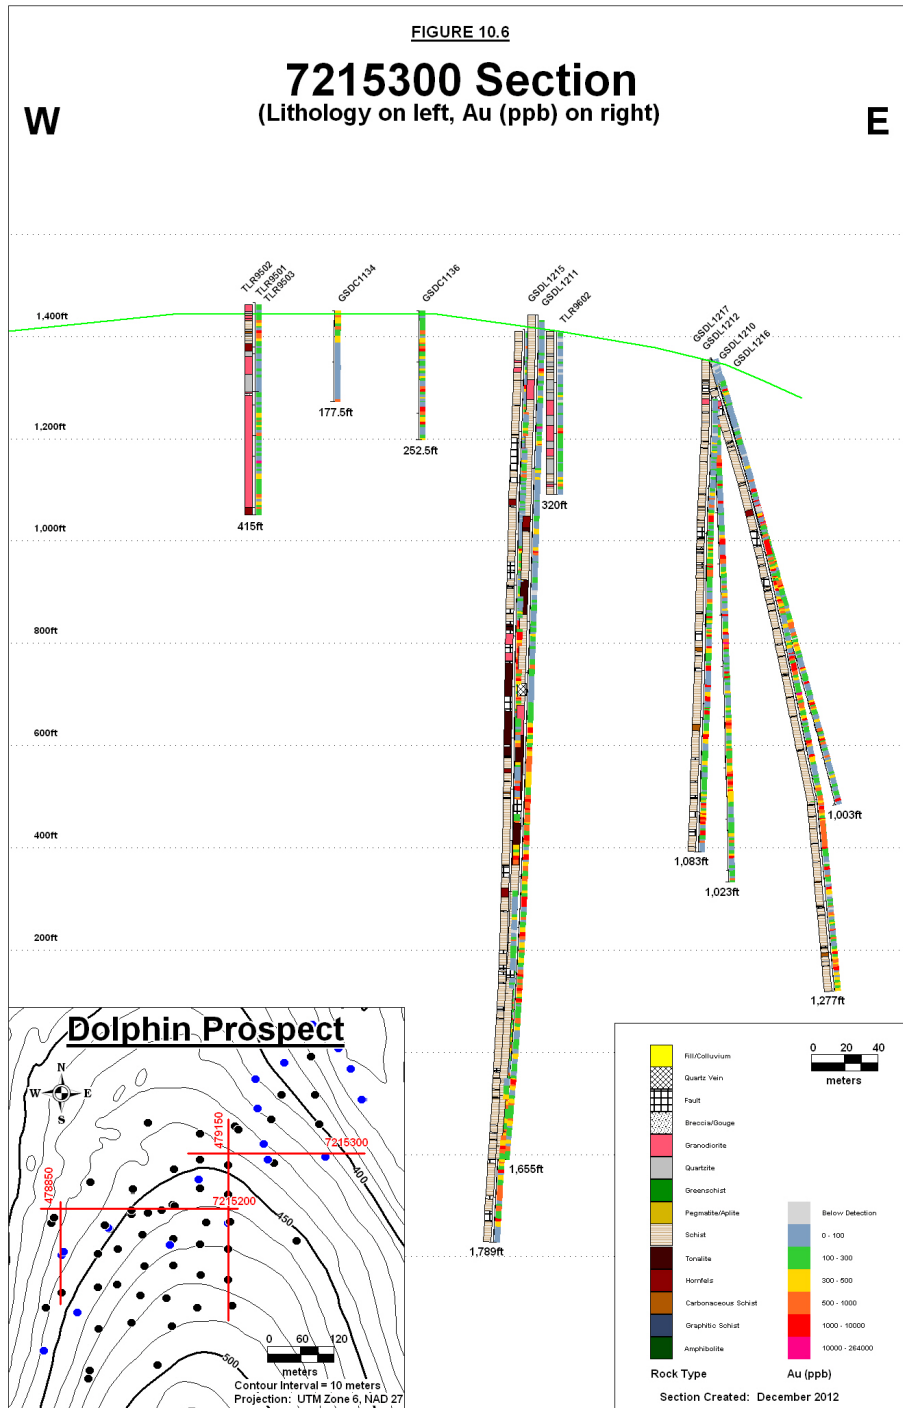 FIGURE 10.6
7215300 Section
(Lithology on left, Au (ppb) on right)
W
E
TLR9502
TLR9501
TLR9503
GSDC1134
GSDC1136
GSDL1215
GSDL1211
TLR9602
GSDL1217
GSDL1212
GSDL1210
GSDL1216
1,400ft
177.5ft
1,200ft
252.5ft
415ft
320ft
1,000ft
800ft
600ft
1,003ft
400ft
1,083ft
1,023ft
200ft
1,277ft
1,655ft
1,789ft
Dolphin Prospect
N
W E
S
479150
7215300
478850
7215200
400
450
500
0 60 120
meters
Contour Interval = 10 meters
Projection: UTM Zone 6, NAD 27
0 20 40
meters
Fill/Colluvium
Quartz Vein
Fault
Breccia/Gouge
Granodiorite
Quartzite
Greenschist
Pegmatite/Aplite
Schist
Tonalite
Hornfels
Carbonaceous Schist
Graphitic Schist
Amphibolite
Rock Type
Below Detection
0 - 100
100 - 300
300 - 500
500 - 1000
1000 - 10000
10000 - 264000
Au (ppb)
Section Created: December 2012